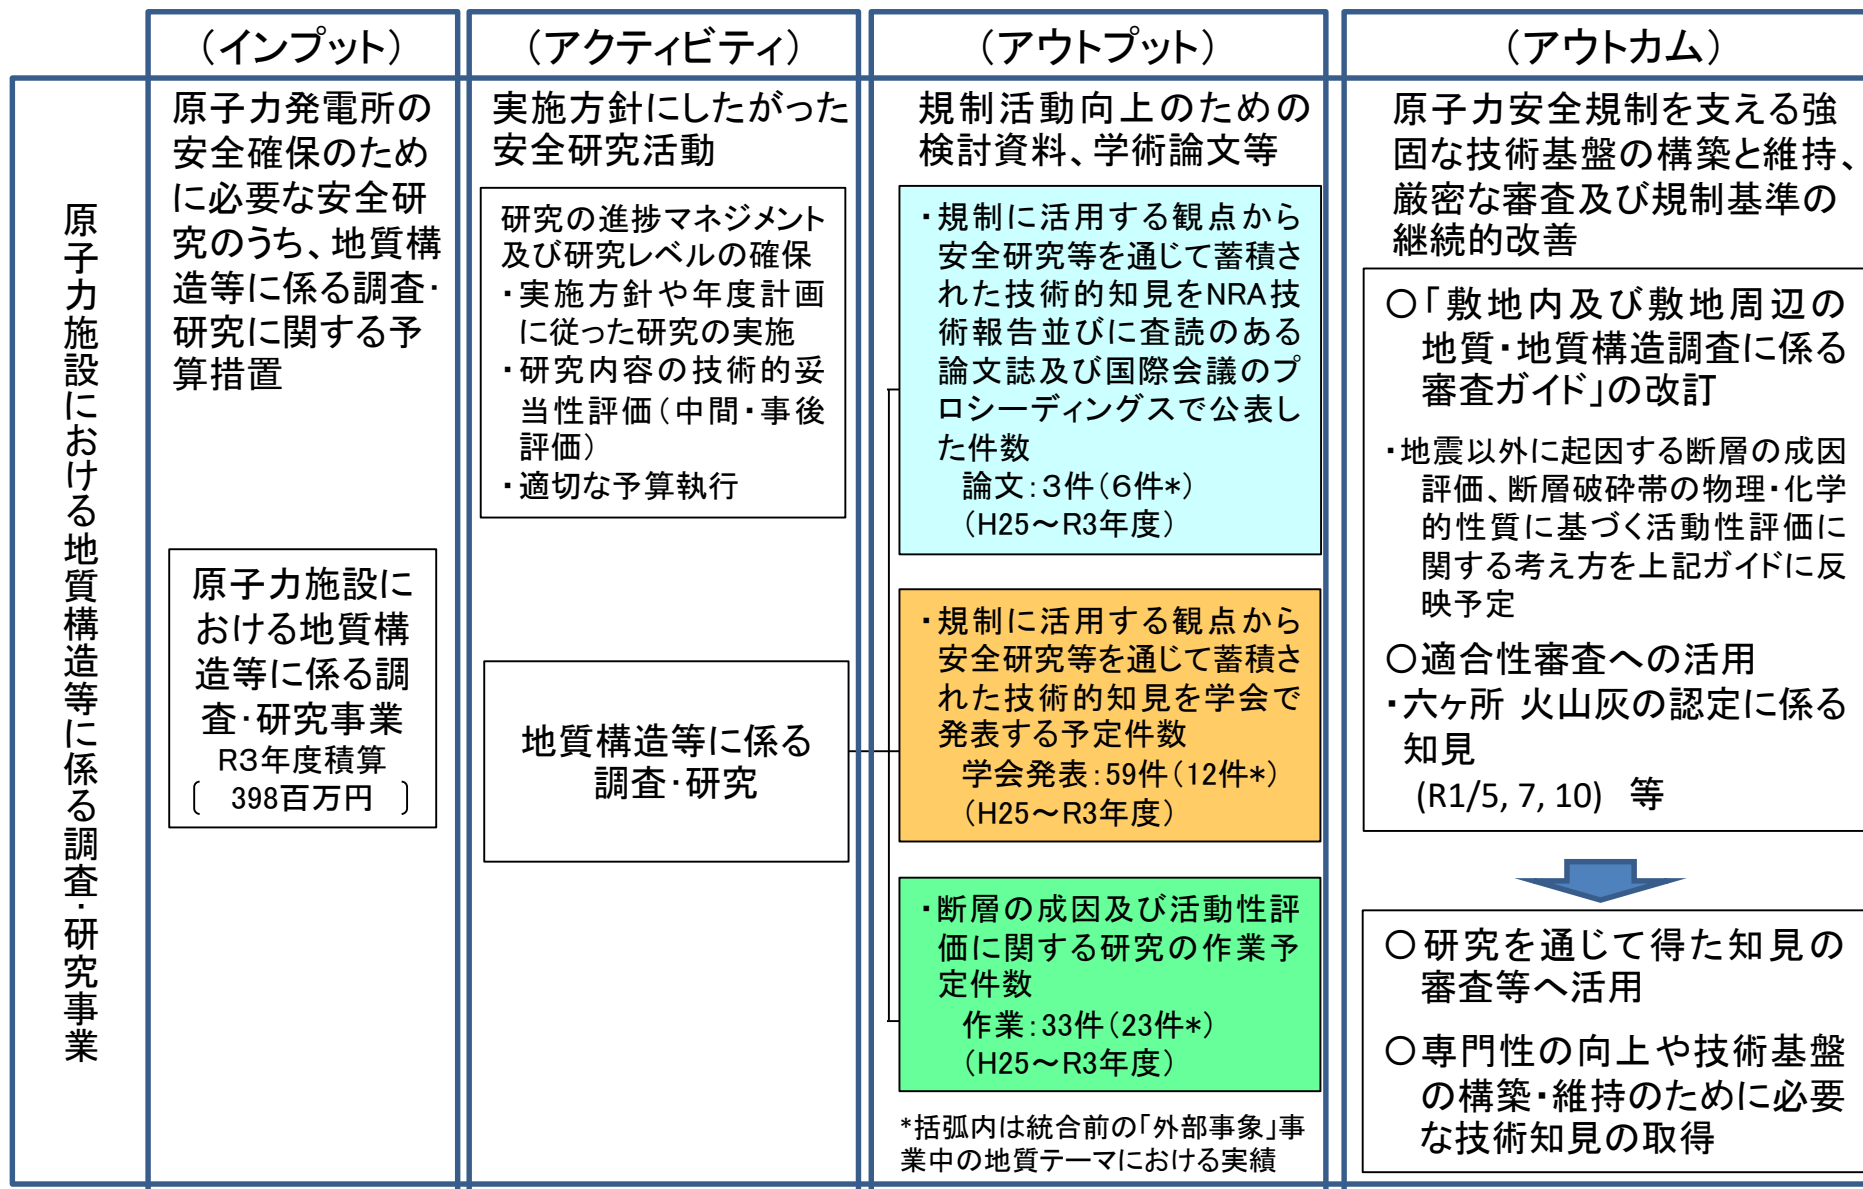 原子力施設における地質構造等に係る調査・研究事業
（インプット）
原子力発電所の
安全確保のため
に必要な安全研
究のうち、地質構
造等に係る調査・
研究に関する予
算措置
原子力施設に
おける地質構
造等に係る調
査・研究事業
R3年度積算
〔 398百万円 〕
（アクティビティ）
実施方針にしたがった
安全研究活動
研究の進捗マネジメント
及び研究レベルの確保
・実施方針や年度計画
に従った研究の実施
・研究内容の技術的妥
当性評価（中間・事後
評価）
・適切な予算執行
地質構造等に係る
調査・研究
（アウトプット）
規制活動向上のための
検討資料、学術論文等
・規制に活用する観点から
安全研究等を通じて蓄積さ
れた技術的知見をNRA技
術報告並びに査読のある
論文誌及び国際会議のプ
ロシーディングスで公表し
た件数
論文：３件（６件*）
（H25～R3年度）
・規制に活用する観点から
安全研究等を通じて蓄積さ
れた技術的知見を学会で
発表する予定件数
学会発表：59件（12件*）
（H25～R3年度）
・断層の成因及び活動性評
価に関する研究の作業予
定件数
作業：33件（23件*）
（H25～R3年度）
*括弧内は統合前の「外部事象」事
業中の地質テーマにおける実績
（アウトカム）
原子力安全規制を支える強
固な技術基盤の構築と維持、
厳密な審査及び規制基準の
継続的改善
○「敷地内及び敷地周辺の
地質・地質構造調査に係る
審査ガイド」の改訂
・地震以外に起因する断層の成因
評価、断層破砕帯の物理・化学
的性質に基づく活動性評価に
関する考え方を上記ガイドに反
映予定
○適合性審査への活用
・六ヶ所 火山灰の認定に係る
知見
(R1/5, 7, 10) 等
○研究を通じて得た知見の
審査等へ活用
○専門性の向上や技術基盤
の構築・維持のために必要
な技術知見の取得